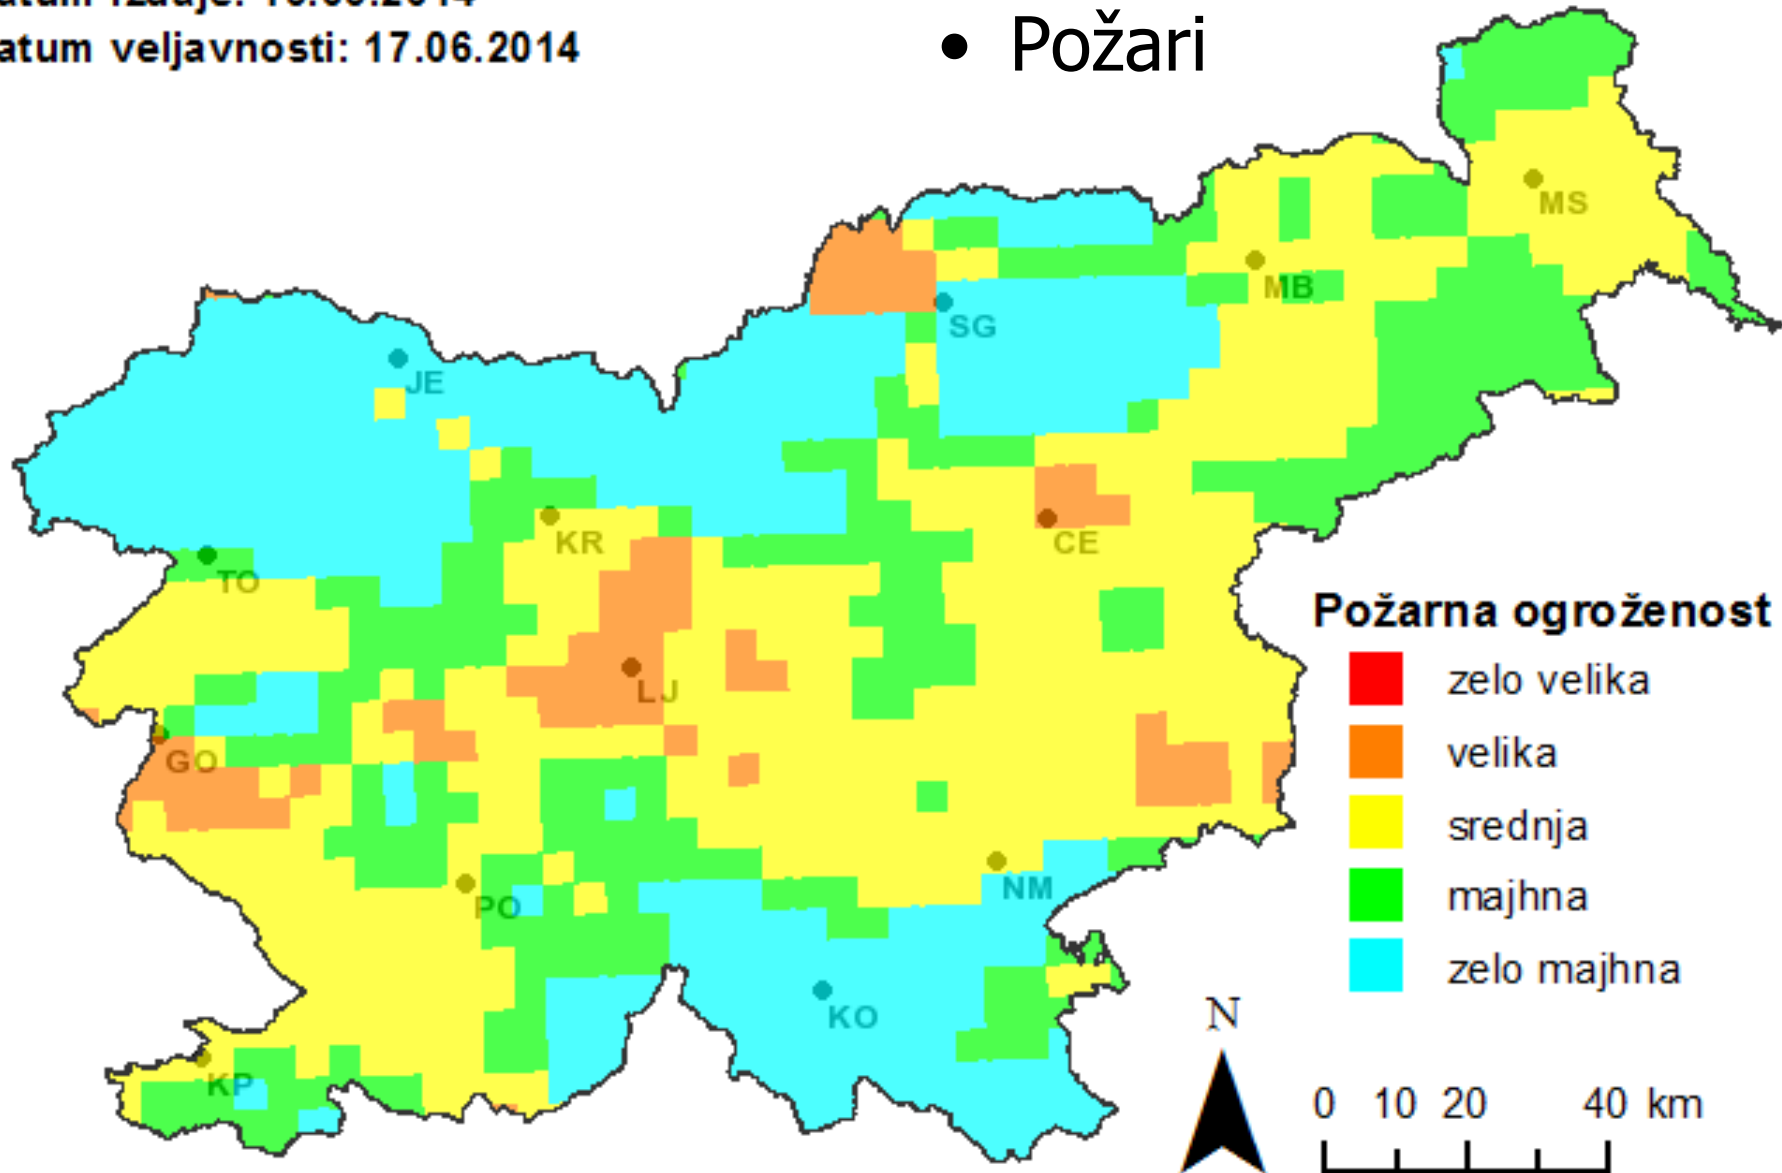 atum veljavnosti: 17.06.2014
• Požari
MS
MB
SG
JE
KR
CE
TO
LJ
GO
NM
PO
KO
KP
Požarna ogroženost
zelo velika
velika
srednja
majhna
zelo majhna
N
0 10 20 40 km